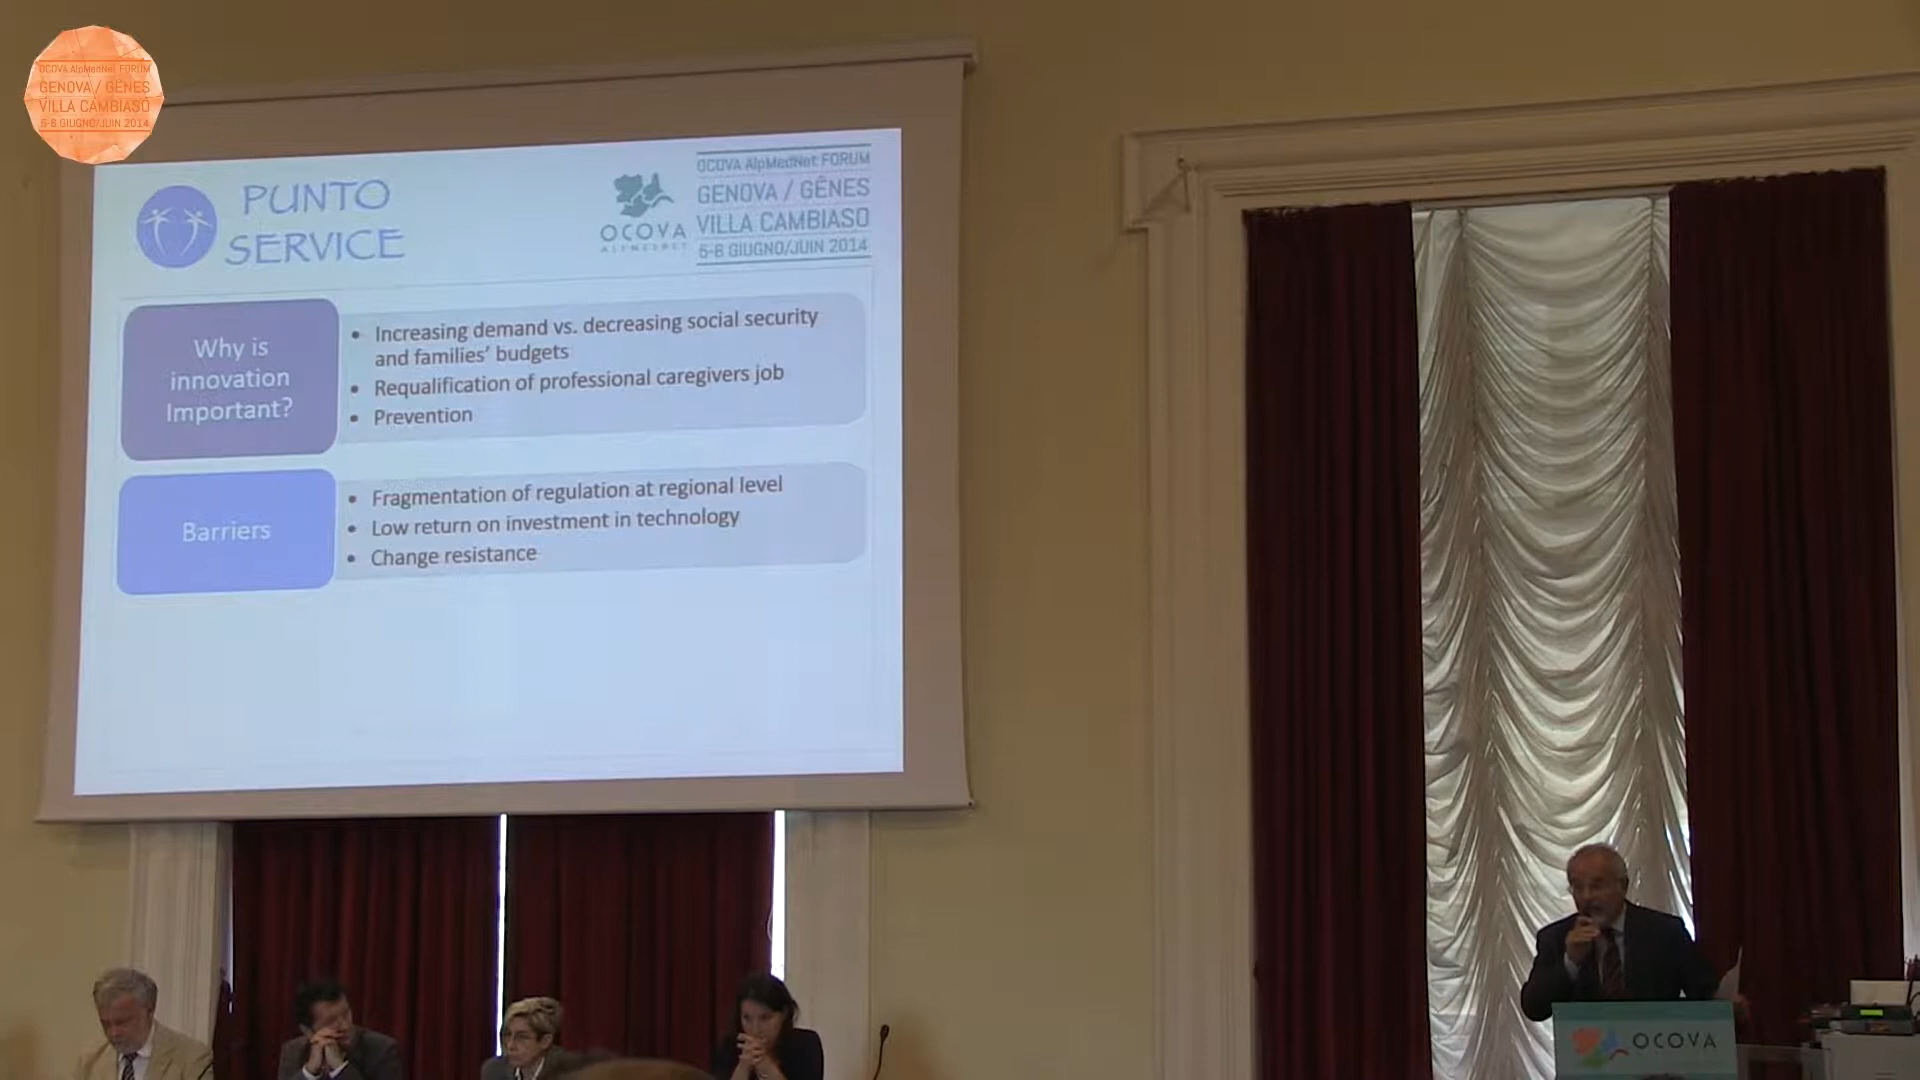 OCOVA AlpMedNet FORUM
GENOVA / GÊNES
VILLA CAMBIASO
5-6 GIUGNO/JUIN 2014
PUNTO
SERVICE
OCOVA
ALPMEDNET
OCOVA AlpMedNet FORUM
GENOVA / GÊNES
VILLA CAMBIASO
5-6 GIUGNO/JUIN 2014
Why is
innovation
Important?
• Increasing demand vs. decreasing social security
and families’ budgets
• Requalification of professional caregivers job
• Prevention
Barriers
• Fragmentation of regulation at regional level
• Low return on investment in technology
• Change resistance
OCOVA